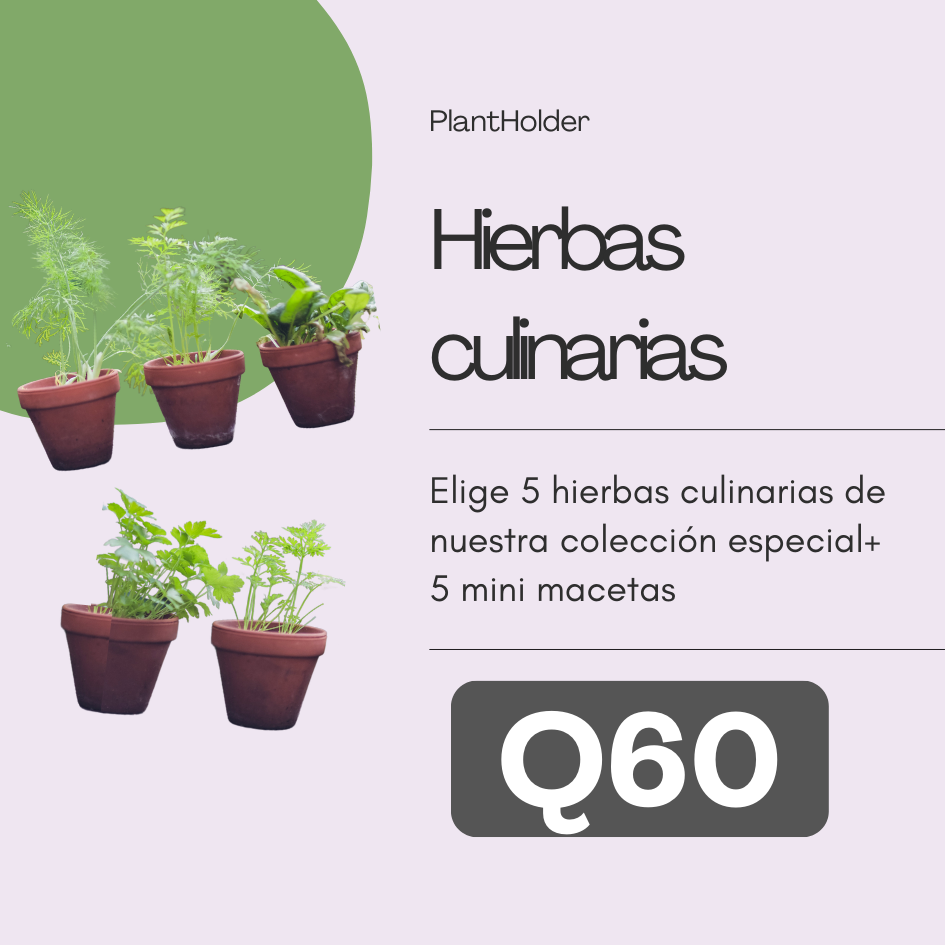 PlantHolder
Hierbas
culinarias
Elige 5 hierbas culinarias de
nuestra colección especial+
5 mini macetas
Q60